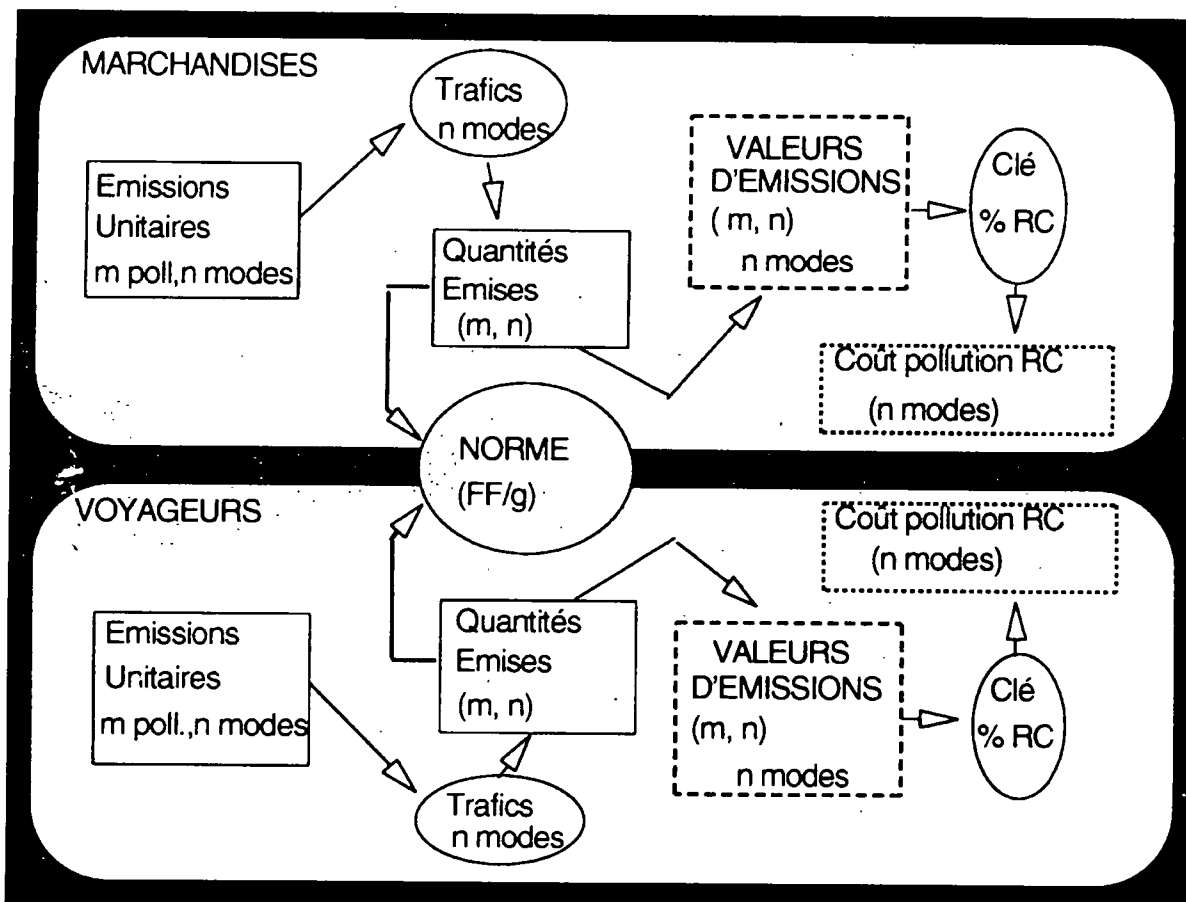 MARCHANDISES
Trafics
n modes
Emissions
Unitaires
m poll,n modes
Quantités
Emises
(m, n)
VALEURS
D'EMISSIONS
( m, n)
n modes
Clé
% RC
Coût pollution RC
(n modes)
NORME
(FF/g)
VOYAGEURS
Emissions
Unitaires
m poll.,n modes
Trafics
n modes
Quantités
Emises
(m, n)
VALEURS
D'EMISSIONS
(m, n)
n modes
Clé
% RC
Coût pollution RC
(n modes)